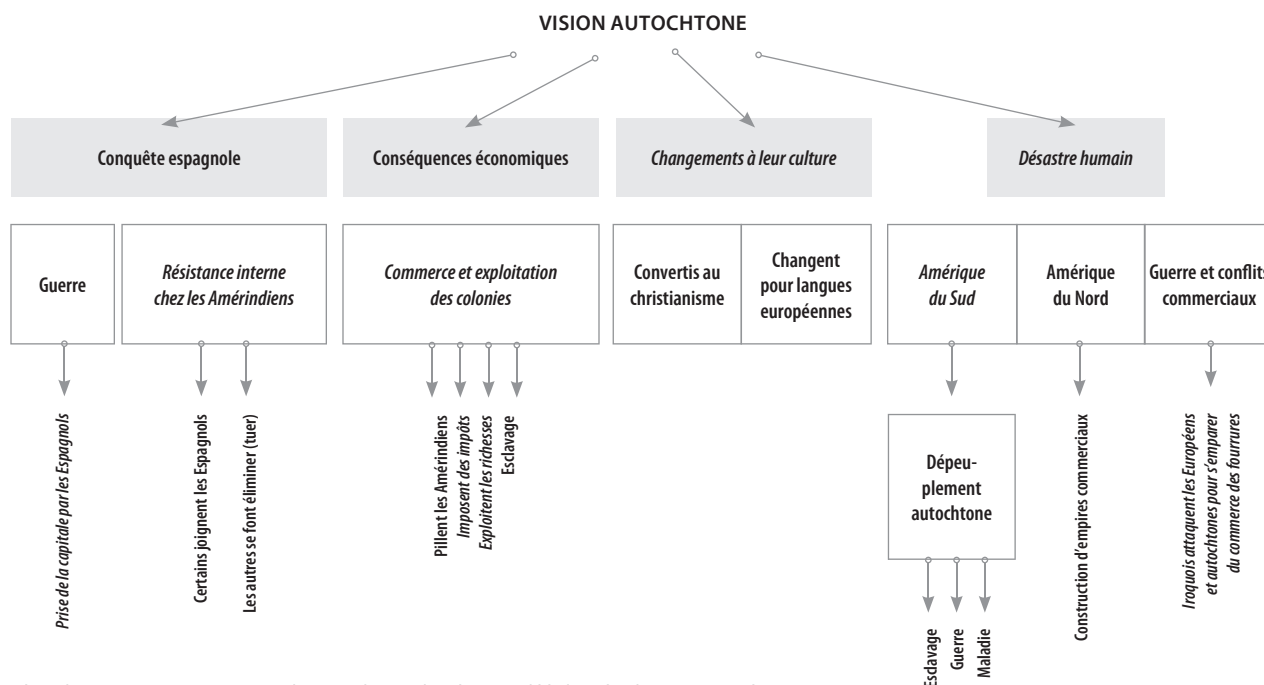 VISION AUTOCHTONE
Conquête espagnole
Conséquences économiques
Changements à leur culture
Désastre humain
Guerre
Résistance interne
chez les Amérindiens
Commerce et exploitation
des colonies
Convertis au
christianisme
Changent
pour langues
européennes
Amérique
du Sud
Amérique
du Nord
Guerre et conflits
commerciaux
Prise de la capitale par les Espagnols
Certains joignent les Espagnols
Les autres se font éliminer (tuer)
Pillent les Amérindiens
Imposent des impôts
Exploitent les richesses
Esclavage
Dépeu-
plement
autochtone
Esclavage
Guerre
Maladie
Construction d'empires commerciaux
Iroquois attaquent les Européens
et autochtones pour s'emparer
du commerce des fourrures